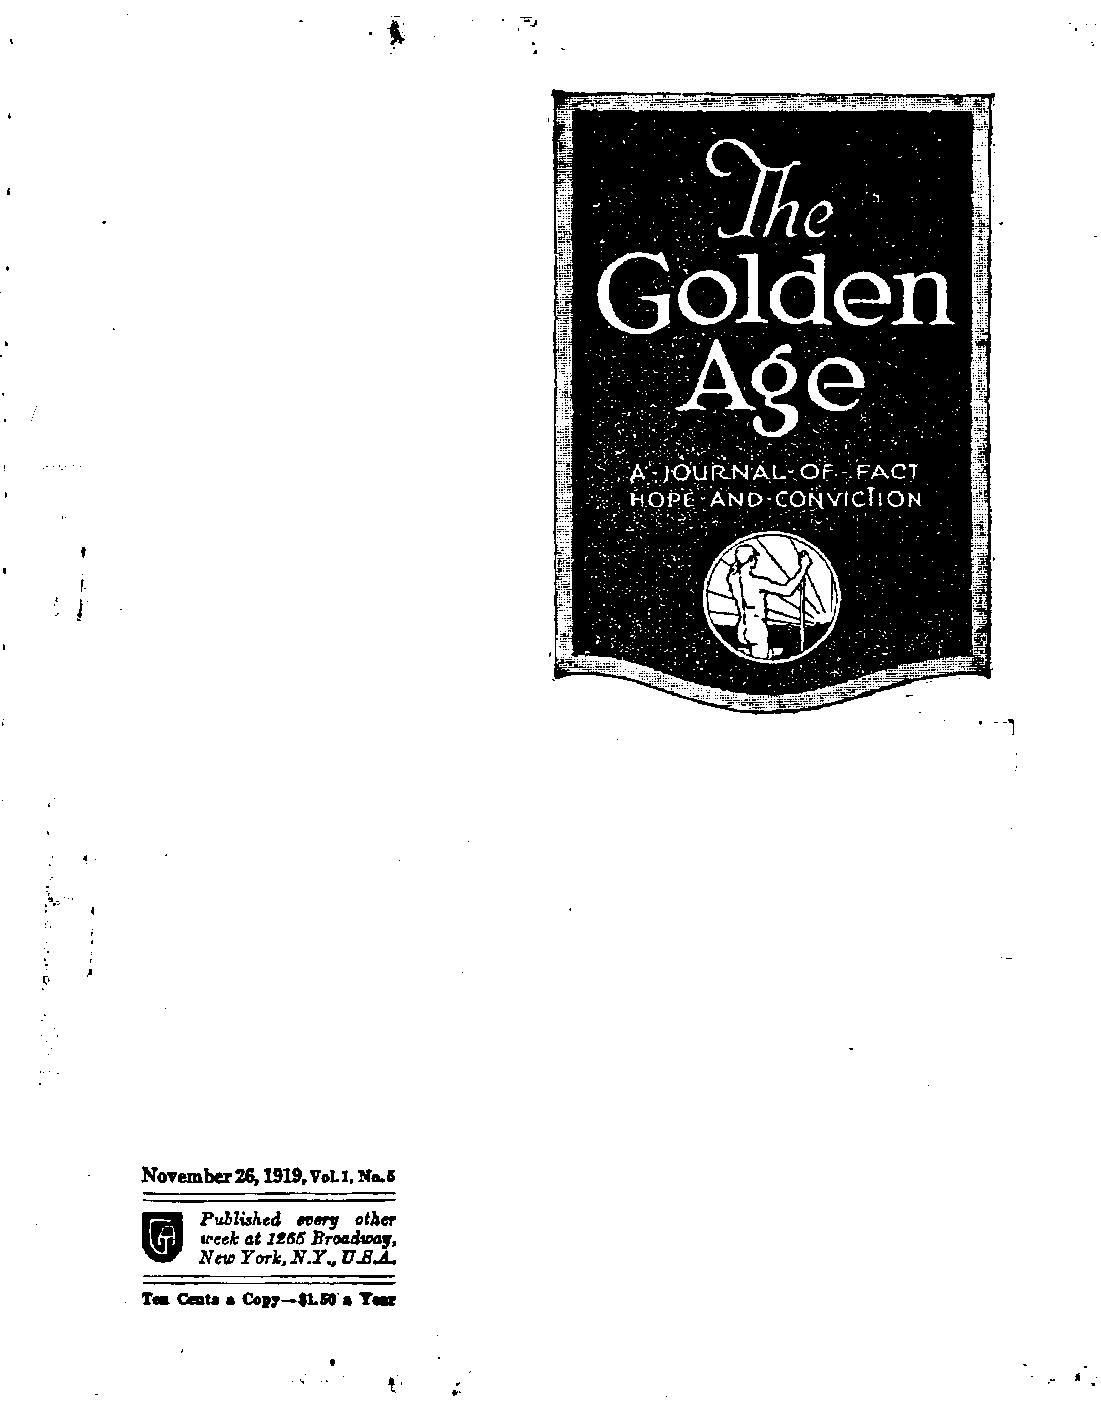 The
Golden
Age
A·JOURNAL·OF·FACT
HOPE·AND·CONVICTION
November 26, 1919, Vol. 1, No. 5
Published every other
week at 1265 Broadway,
New York, N.Y., U.S.A.
Ten Cents a Copy—$1.50 a Year